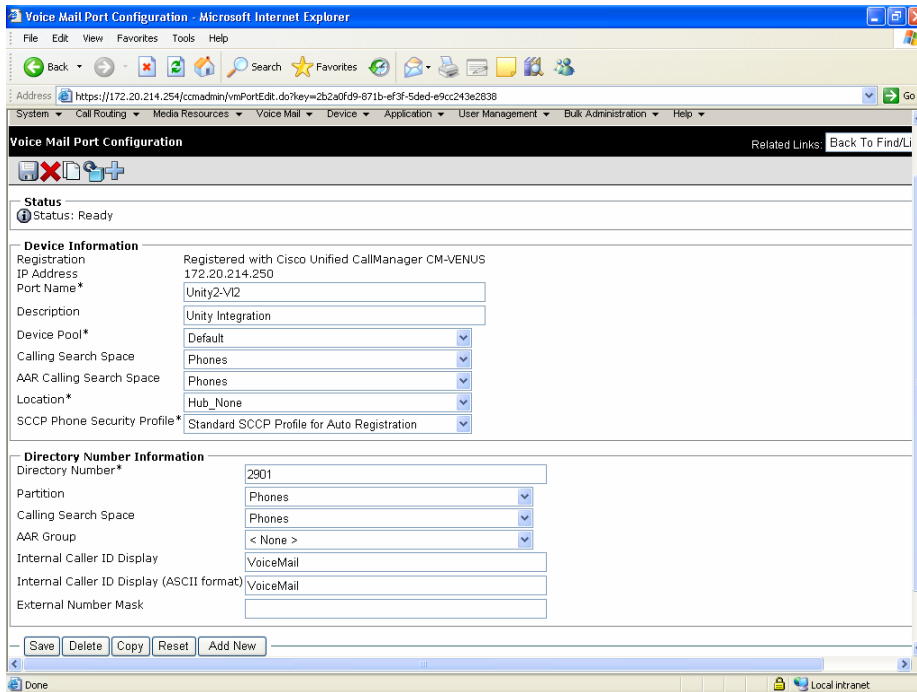 Voice Mail Port Configuration - Microsoft Internet Explorer
File Edit View Favorites Tools Help
Back Search Favorites
Address https://172.20.214.254/ccmadmin/vmPortEdit.do?key=2b2a0fd9-871b-ef3f-5ded-e9cc243e2838 Go
System Call Routing Media Resources Voice Mail Device Application User Management Bulk Administration Help
Voice Mail Port Configuration Related Links: Back To Find/Li
Status
Status: Ready
Device Information
Registration Registered with Cisco Unified CallManager CM-VENUS
IP Address 172.20.214.250
Port Name* Unity2-VI2
Description Unity Integration
Device Pool* Default
Calling Search Space Phones
AAR Calling Search Space Phones
Location* Hub_None
SCCP Phone Security Profile* Standard SCCP Profile for Auto Registration
Directory Number Information
Directory Number* 2901
Partition Phones
Calling Search Space Phones
AAR Group < None >
Internal Caller ID Display VoiceMail
Internal Caller ID Display (ASCII format) VoiceMail
External Number Mask
Save Delete Copy Reset Add New
Done Local intranet